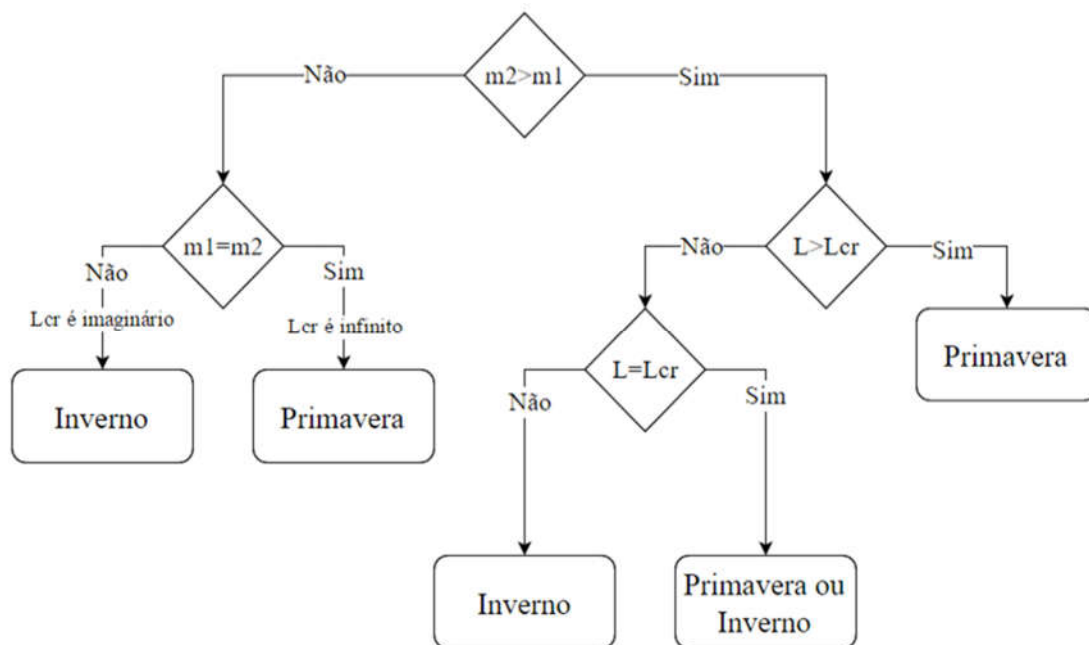 m2>m1
Não
Sim
m1=m2
L>Lcr
Não
Sim
Não
Sim
Lcr é imaginário
Lcr é infinito
L=Lcr
Primavera
Inverno
Primavera
Não
Sim
Inverno
Primavera ou
Inverno